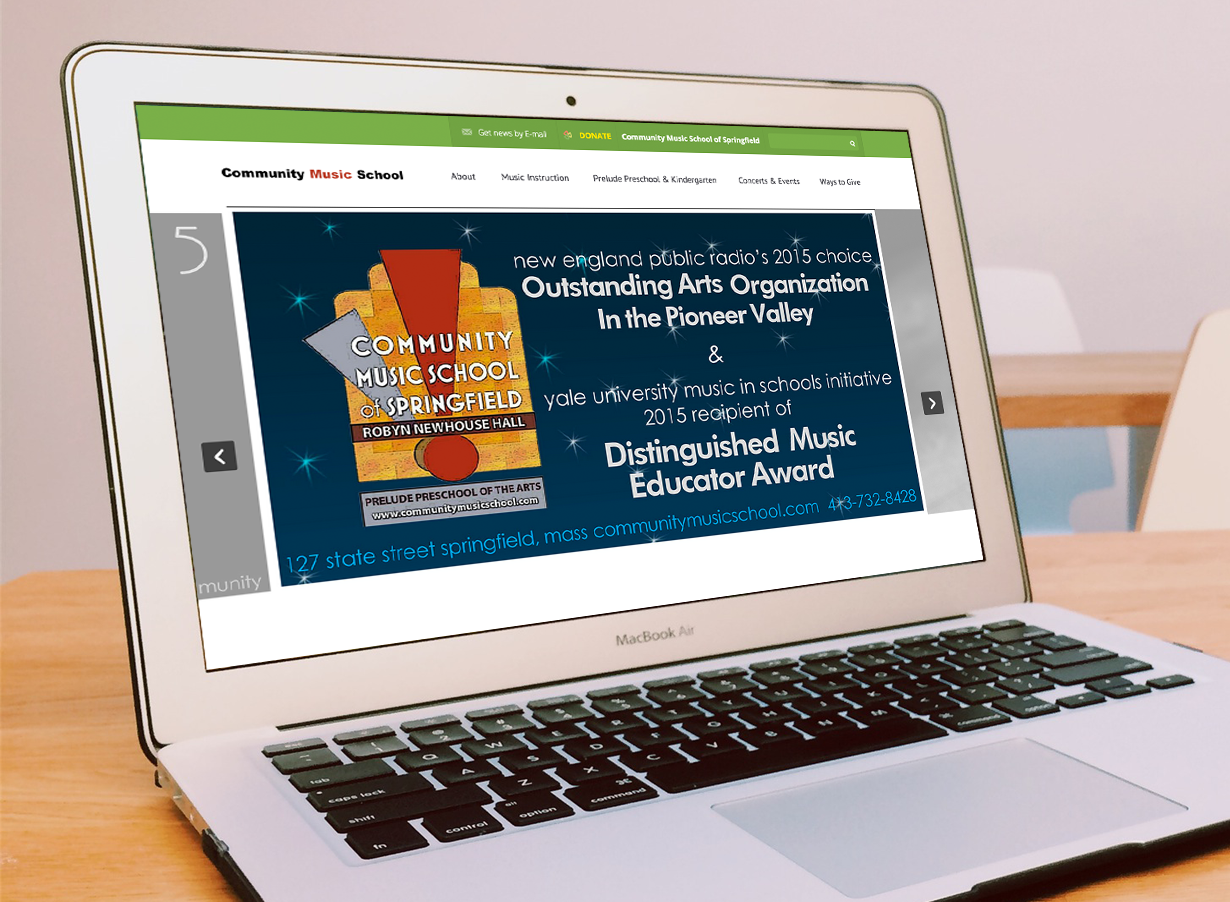 Get news by E-mail
DONATE
Community Music School of Springfield
Community Music School
About
Music Instruction
Prelude Preschool & Kindergarten
Concerts & Events
Ways to Give
5
munity
COMMUNITY
MUSIC SCHOOL
of SPRINGFIELD
ROBYN NEWHOUSE HALL
PRELUDE PRESCHOOL OF THE ARTS
www.communitymusicschool.com
new england public radio's 2015 choice
Outstanding Arts Organization
In the Pioneer Valley
&
yale university music in schools initiative
2015 recipient of
Distinguished Music
Educator Award
127 state street springfield, mass communitymusicschool.com 413-732-8428
MacBook Air
esc
tab
Q W E R T Y U
caps lock
A S D F G H J
shift
Z X C V B N M
fn
control
alt
option
⌘
command
⌘
command
option